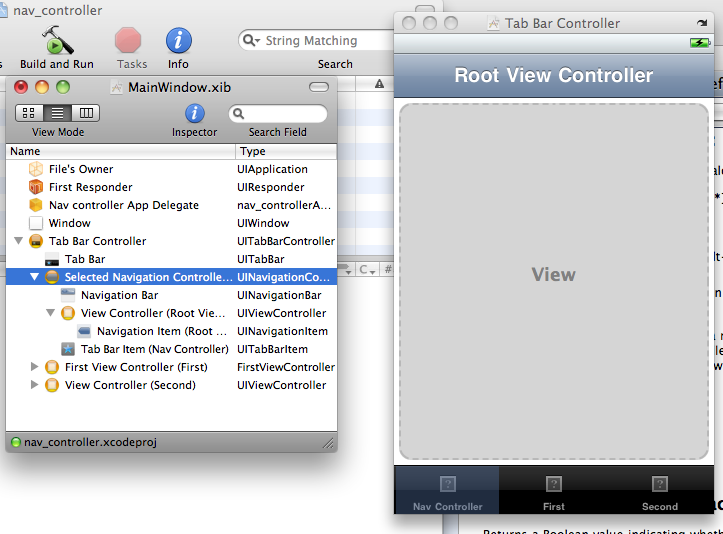 nav_controller
Build and Run
Tasks
Info
String Matching
Search
MainWindow.xib
View Mode
Inspector
Search Field
Name Type
File's Owner UIApplication
First Responder UIResponder
Nav controller App Delegate nav_controllerA...
Window UIWindow
Tab Bar Controller UITabBarController
Tab Bar UITabBar
Selected Navigation Controlle... UINavigationCo...
Navigation Bar UINavigationBar
View Controller (Root Vie... UIViewController
Navigation Item (Root ... UINavigationItem
Tab Bar Item (Nav Controller) UITabBarItem
First View Controller (First) FirstViewController
View Controller (Second) UIViewController
nav_controller.xcodeproj
C
#
Tab Bar Controller
Root View Controller
View
? ? ?
Nav Controller First Second
Returns a Boolean value indicating